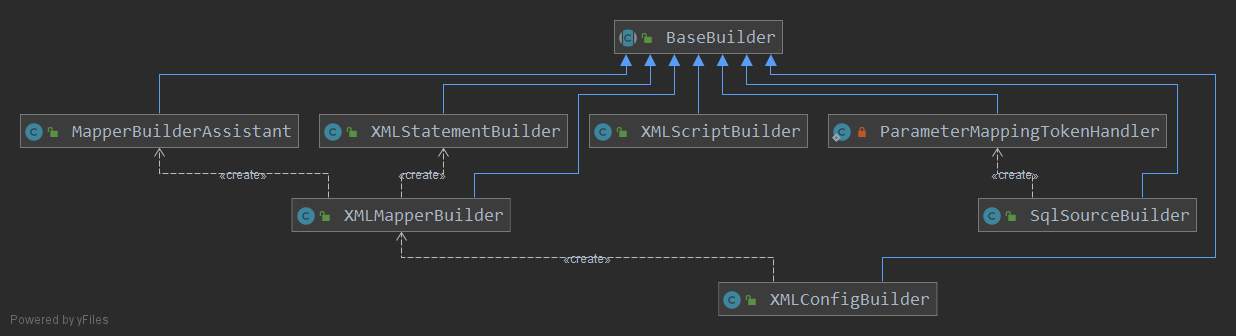 BaseBuilder
MapperBuilderAssistant
XMLStatementBuilder
XMLScriptBuilder
ParameterMappingTokenHandler
«create»
«create»
«create»
XMLMapperBuilder
SqlSourceBuilder
«create»
XMLConfigBuilder
Powered by yFiles